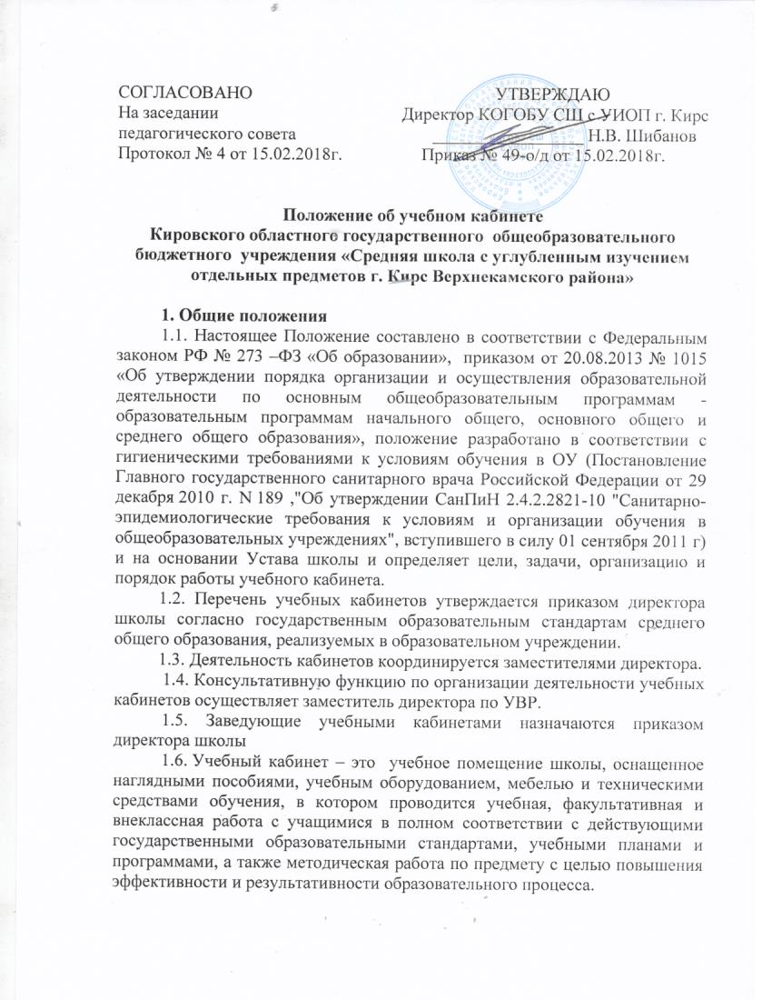 СОГЛАСОВАНО
На заседании
педагогического совета
Протокол № 4 от 15.02.2018г.
УТВЕРЖДАЮ
Директор КОГОБУ СШ с УИОП г. Кирс
_________________ Н.В. Шибанов
Приказ № 49-о/д от 15.02.2018г.
Положение об учебном кабинете
Кировского областного государственного общеобразовательного
бюджетного учреждения «Средняя школа с углубленным изучением
отдельных предметов г. Кирс Верхнекамского района»
1. Общие положения
1.1. Настоящее Положение составлено в соответствии с Федеральным
законом РФ № 273 –ФЗ «Об образовании», приказом от 20.08.2013 № 1015
«Об утверждении порядка организации и осуществления образовательной
деятельности по основным общеобразовательным программам -
образовательным программам начального общего, основного общего и
среднего общего образования», положение разработано в соответствии с
гигиеническими требованиями к условиям обучения в ОУ (Постановление
Главного государственного санитарного врача Российской Федерации от 29
декабря 2010 г. N 189 ,"Об утверждении СанПиН 2.4.2.2821-10 "Санитарно-
эпидемиологические требования к условиям и организации обучения в
общеобразовательных учреждениях", вступившего в силу 01 сентября 2011 г)
и на основании Устава школы и определяет цели, задачи, организацию и
порядок работы учебного кабинета.
1.2. Перечень учебных кабинетов утверждается приказом директора
школы согласно государственным образовательным стандартам среднего
общего образования, реализуемых в образовательном учреждении.
1.3. Деятельность кабинетов координируется заместителями директора.
1.4. Консультативную функцию по организации деятельности учебных
кабинетов осуществляет заместитель директора по УВР.
1.5. Заведующие учебными кабинетами назначаются приказом
директора школы
1.6. Учебный кабинет – это учебное помещение школы, оснащенное
наглядными пособиями, учебным оборудованием, мебелью и техническими
средствами обучения, в котором проводится учебная, факультативная и
внеклассная работа с учащимися в полном соответствии с действующими
государственными образовательными стандартами, учебными планами и
программами, а также методическая работа по предмету с целью повышения
эффективности и результативности образовательного процесса.